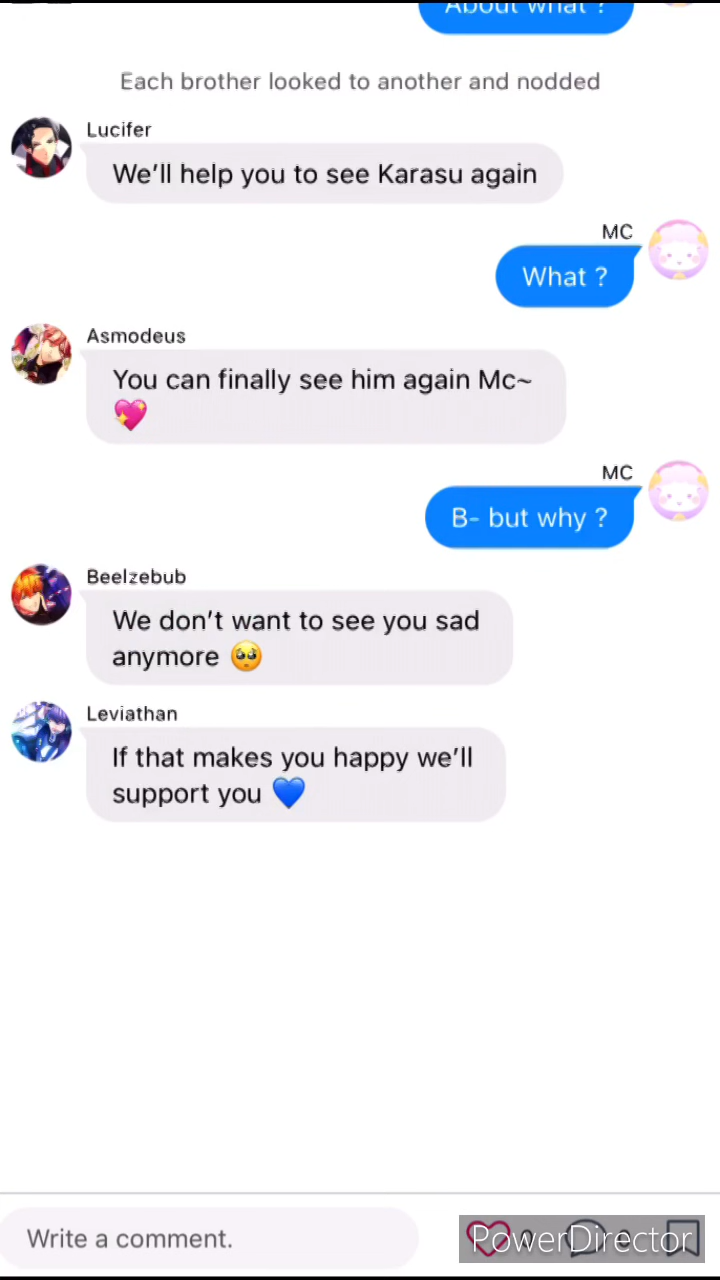 About what ?
Each brother looked to another and nodded
Lucifer
We'll help you to see Karasu again
MC
What ?
Asmodeus
You can finally see him again Mc~
💖
MC
B- but why ?
Beelzebub
We don't want to see you sad
anymore 🥺
Leviathan
If that makes you happy we'll
support you 💙
Write a comment.
PowerDirector